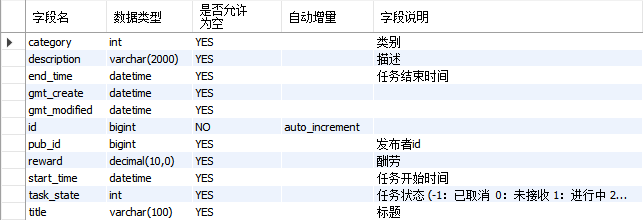 字段名 数据类型 是否允许为空 自动增量 字段说明
category int YES 类别
description varchar(2000) YES 描述
end_time datetime YES 任务结束时间
gmt_create datetime YES
gmt_modified datetime YES
id bigint NO auto_increment
pub_id bigint YES 发布者id
reward decimal(10,0) YES 酬劳
start_time datetime YES 任务开始时间
task_state int YES 任务状态 (-1：已取消 0：未接收 1：进行中 2...
title varchar(100) YES 标题